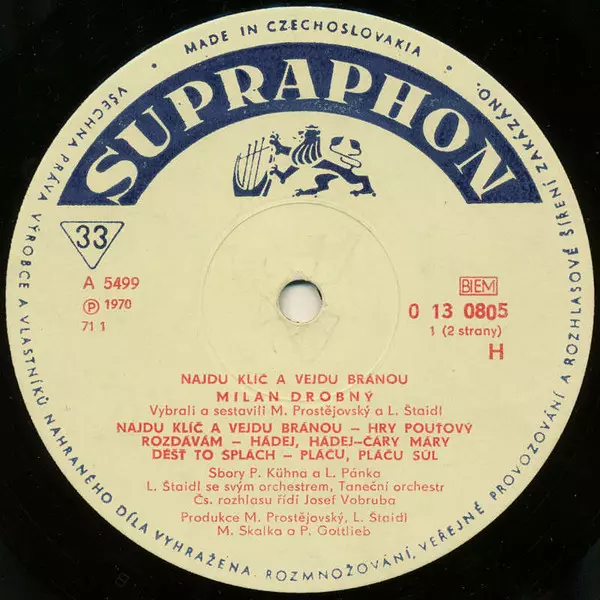 MADE IN CZECHOSLOVAKIA
SUPRAPHON
33
A 5499
Ⓟ 1970
71 1
BIEM
0 13 0805
1 (2 strany)
H
NAJDU KLÍČ A VEJDU BRÁNOU
MILAN DROBNÝ
Vybrali a sestavili M. Prostějovský a L. Štaidl
NAJDU KLÍČ A VEJDU BRÁNOU – HRY POUŤOVÝ
ROZDÁVÁM – HÁDEJ, HÁDEJ–ČÁRY MÁRY
DÉŠŤ TO SPLÁCH – PLÁČU, PLÁČU SŮL
Sbory P. Kühna a L. Pánka
L. Štaidl se svým orchestrem, Taneční orchestr
Čs. rozhlasu řídí Josef Vobruba
Produkce M. Prostějovský, L. Štaidl
M. Skalka a P. Gottlieb
VŠECHNA PRÁVA VÝROBCE A VLASTNÍKŮ NAHRANÉHO DÍLA VYHRAŽENA. ROZMNOŽOVÁNÍ, VEŘEJNÉ PROVOZOVÁNÍ A ROZHLASOVÉ ŠÍŘENÍ ZAKÁZÁNO.